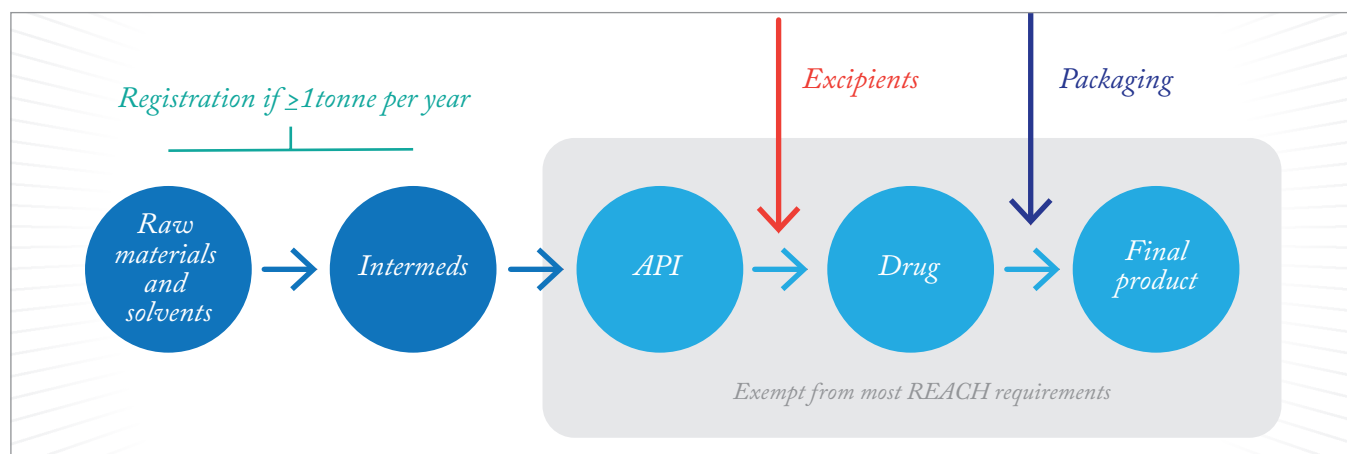 Excipients
Packaging
Registration if ≥1tonne per year
Raw
materials
and
solvents
Intermeds
API
Drug
Final
product
Exempt from most REACH requirements